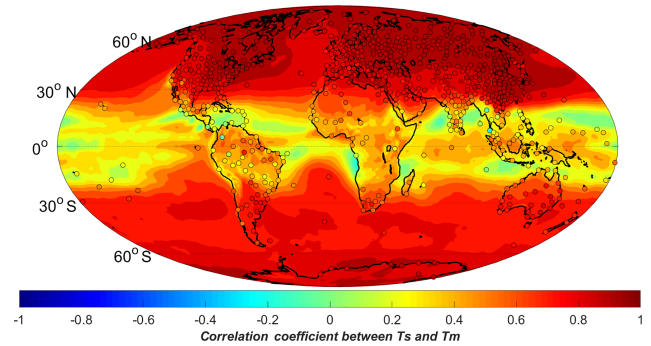 60° N
30° N
0°
30° S
60° S
-1 -0.8 -0.6 -0.4 -0.2 0 0.2 0.4 0.6 0.8 1
Correlation coefficient between Ts and Tm